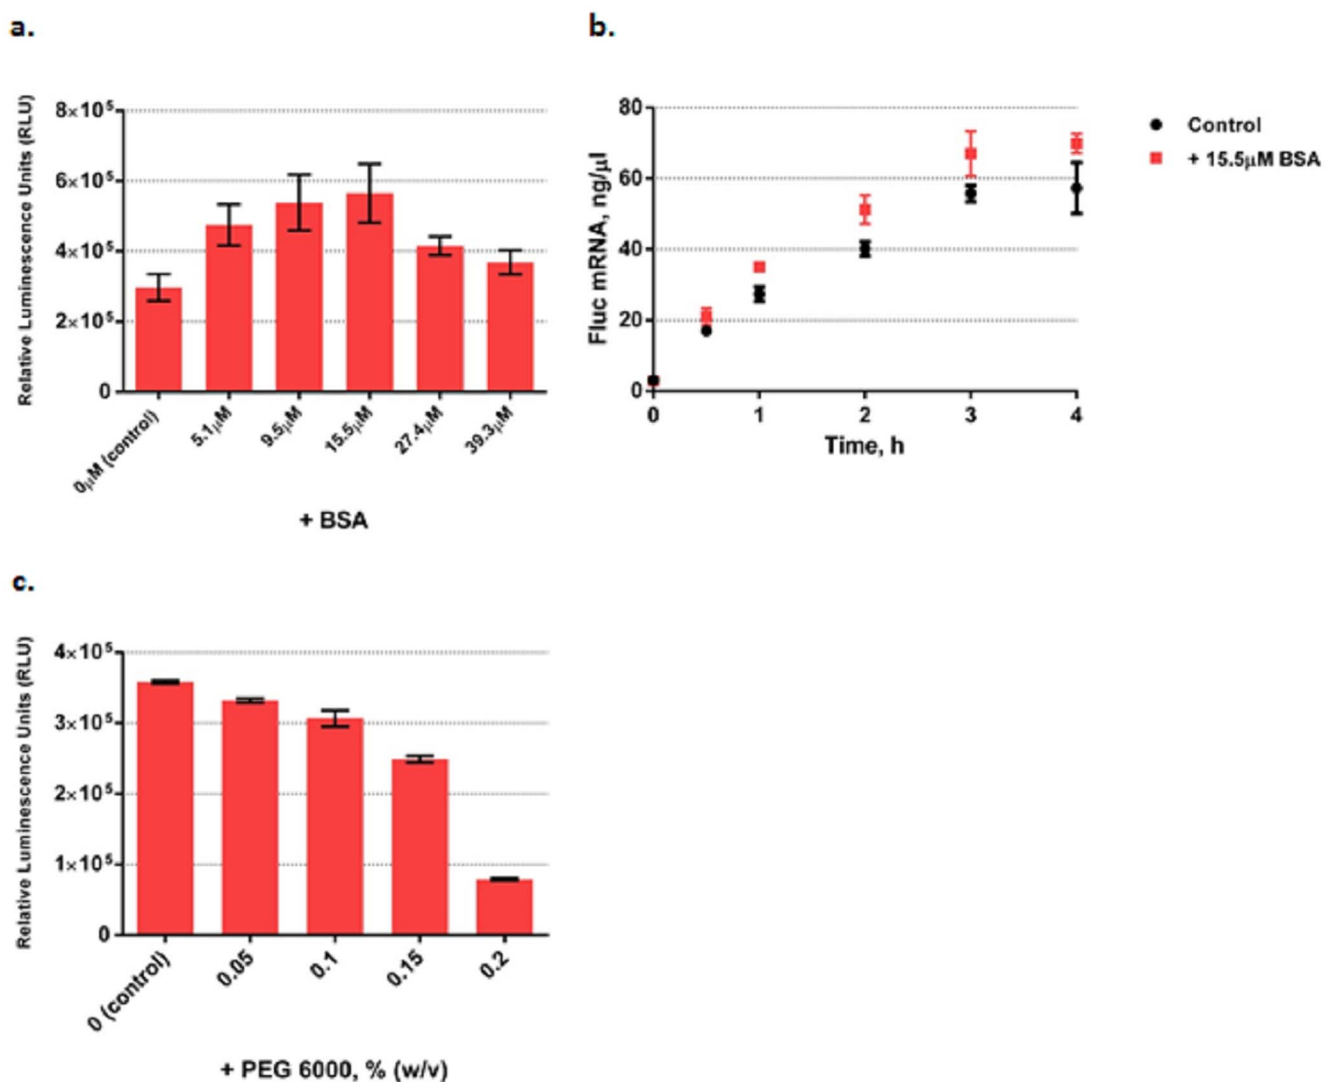 a.
Relative Luminescence Units (RLU)
8×10⁵
6×10⁵
4×10⁵
2×10⁵
0
0μM (control)
5.1μM
9.5μM
15.5μM
27.4μM
39.3μM
+ BSA
b.
Fluc mRNA, ng/μl
80
60
40
20
0
0
1
2
3
4
Time, h
Control
+ 15.5μM BSA
c.
Relative Luminescence Units (RLU)
4×10⁵
3×10⁵
2×10⁵
1×10⁵
0
0 (control)
0.05
0.1
0.15
0.2
+ PEG 6000, % (w/v)